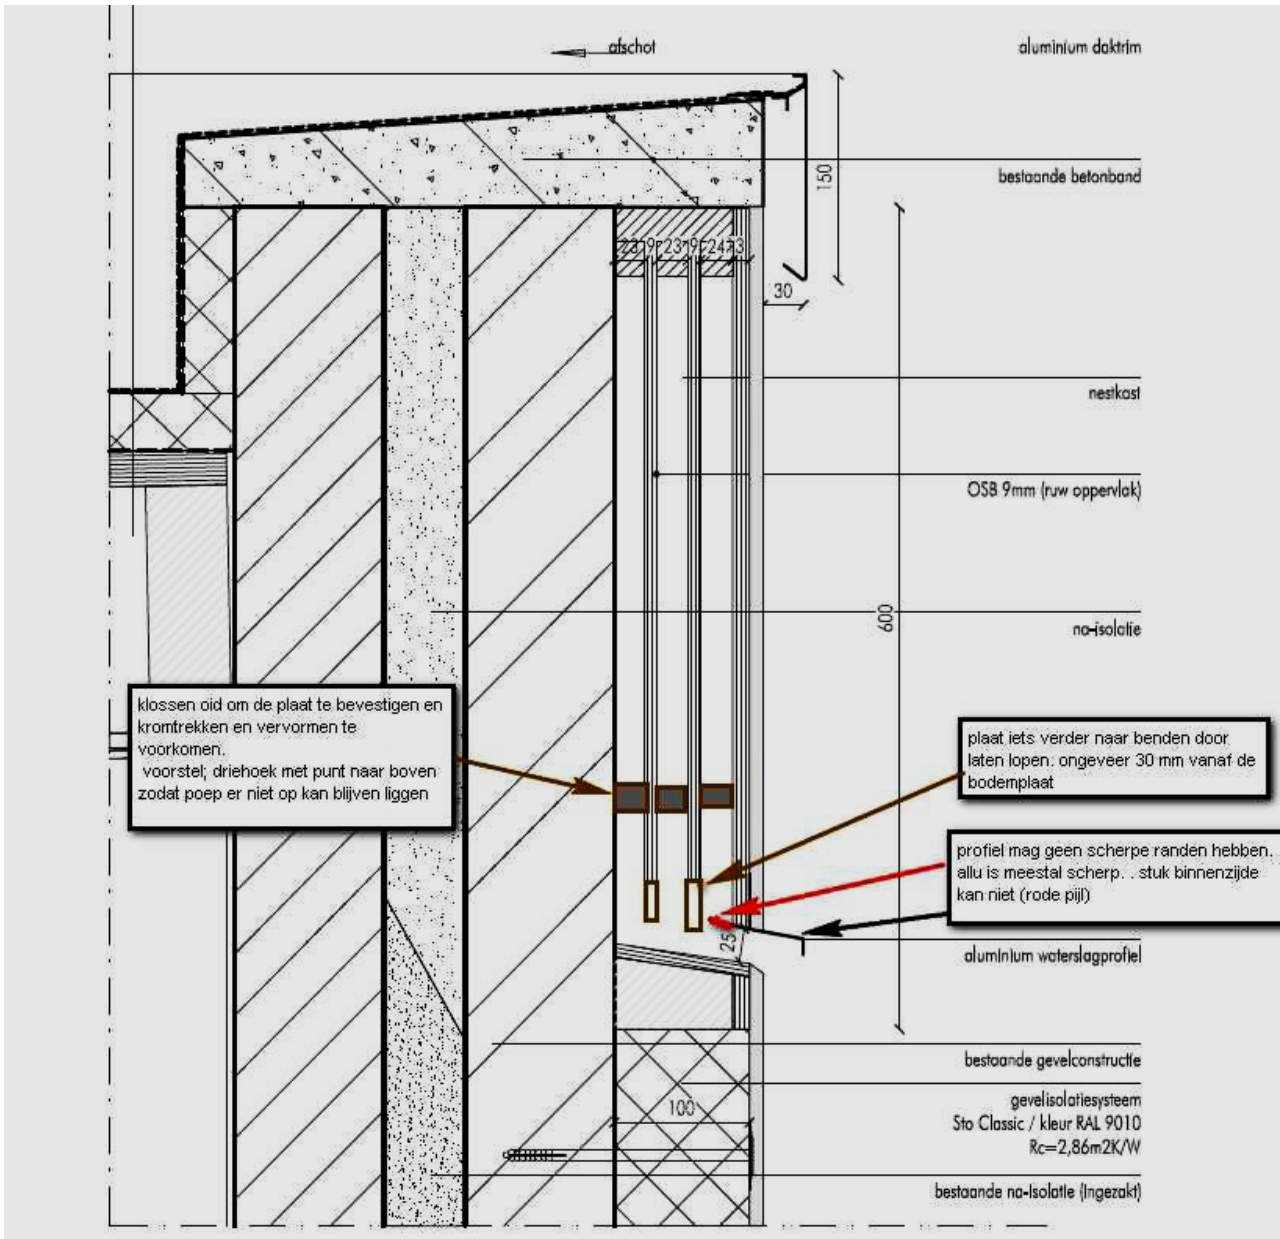 afschot
aluminium daktrim
150
bestaande betonband
23 9 23 9 24 13
30
nestkast
OSB 9mm (ruw oppervlak)
600
na-isolatie
klossen oid om de plaat te bevestigen en
kromtrekken en vervormen te
voorkomen.
voorstel; driehoek met punt naar boven
zodat poep er niet op kan blijven liggen
plaat iets verder naar benden door
laten lopen: ongeveer 30 mm vanaf de
bodemplaat
profiel mag geen scherpe randen hebben.
allu is meestal scherp. . stuk binnenzijde
kan niet (rode pijl)
25
aluminium waterslagprofiel
bestaande gevelconstructie
100
gevelisolatiesysteem
Sto Classic / kleur RAL 9010
Rc=2,86m2K/W
bestaande na-isolatie (ingezakt)